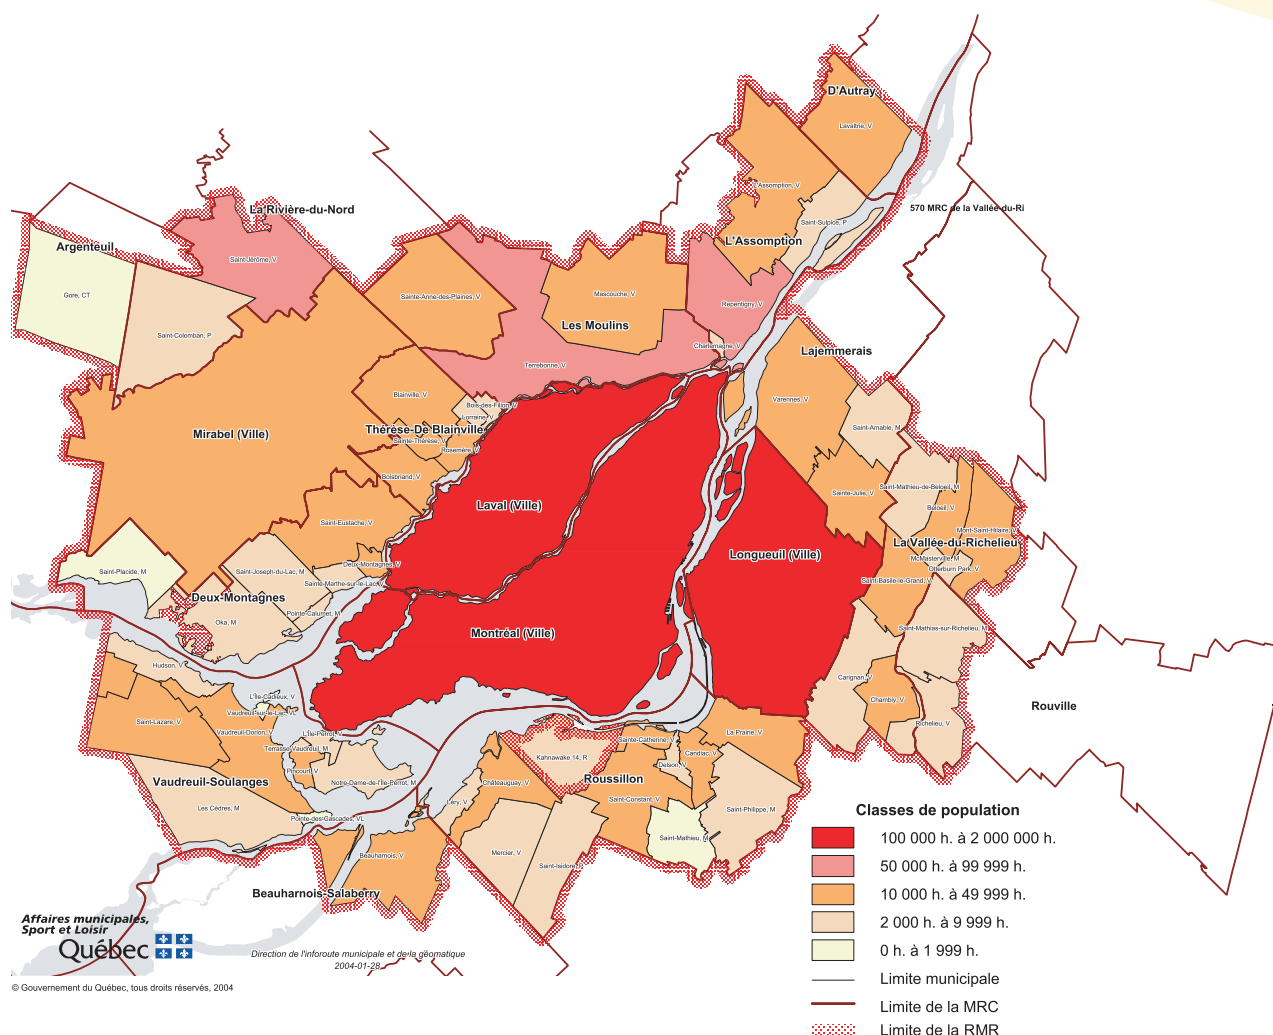 D'Autray
Lavaltrie, V
L'Assomption, V
570 MRC de la Vallée-du-Ri
La Rivière-du-Nord
Saint-Sulpice, P
L'Assomption
Argenteuil
Saint-Jérôme, V
Gore, CT
Sainte-Anne-des-Plaines, V
Mascouche, V
Repentigny, V
Les Moulins
Saint-Colomban, P
Charlemagne, V
Lajemmerais
Terrebonne, V
Blainville, V
Bois-des-Filion, V
Lorraine, V
Varennes, V
Thérèse-De Blainville
Mirabel (Ville)
Sainte-Thérèse, V
Rosemère, V
Saint-Amable, M
Boisbriand, V
Saint-Mathieu-de-Beloeil, M
Sainte-Julie, V
Laval (Ville)
Beloeil, V
Saint-Eustache, V
Mont-Saint-Hilaire, V
La Vallée-du-Richelieu
Longueuil (Ville)
McMasterville, M
Otterburn Park, V
Deux-Montagnes, V
Saint-Placide, M
Saint-Joseph-du-Lac, M
Sainte-Marthe-sur-le-Lac, V
Saint-Basile-le-Grand, V
Deux-Montagnes
Pointe-Calumet, M
Oka, M
Montréal (Ville)
Saint-Mathias-sur-Richelieu, M
Hudson, V
Carignan, V
L'Île-Cadieux, V
Chambly, V
Rouville
Vaudreuil-sur-le-Lac, VL
Saint-Lazare, V
Richelieu, V
Vaudreuil-Dorion, V
L'Île-Perrot, V
La Prairie, V
Sainte-Catherine, V
Terrasse-Vaudreuil, M
Candiac, V
Kahnawake 14, R
Delson, V
Pincourt, V
Vaudreuil-Soulanges
Notre-Dame-de-l'Île-Perrot, M
Châteauguay, V
Roussillon
Léry, V
Saint-Constant, V
Les Cèdres, M
Saint-Philippe, M
Pointe-des-Cascades, VL
Saint-Mathieu, M
Mercier, V
Beauharnois, V
Saint-Isidore, P
Beauharnois-Salaberry
Classes de population
100 000 h. à 2 000 000 h.
50 000 h. à 99 999 h.
10 000 h. à 49 999 h.
2 000 h. à 9 999 h.
0 h. à 1 999 h.
Limite municipale
Limite de la MRC
Limite de la RMR
Affaires municipales,
Sport et Loisir
Québec
Direction de l'inforoute municipale et de la géomatique
2004-01-28
© Gouvernement du Québec, tous droits réservés, 2004